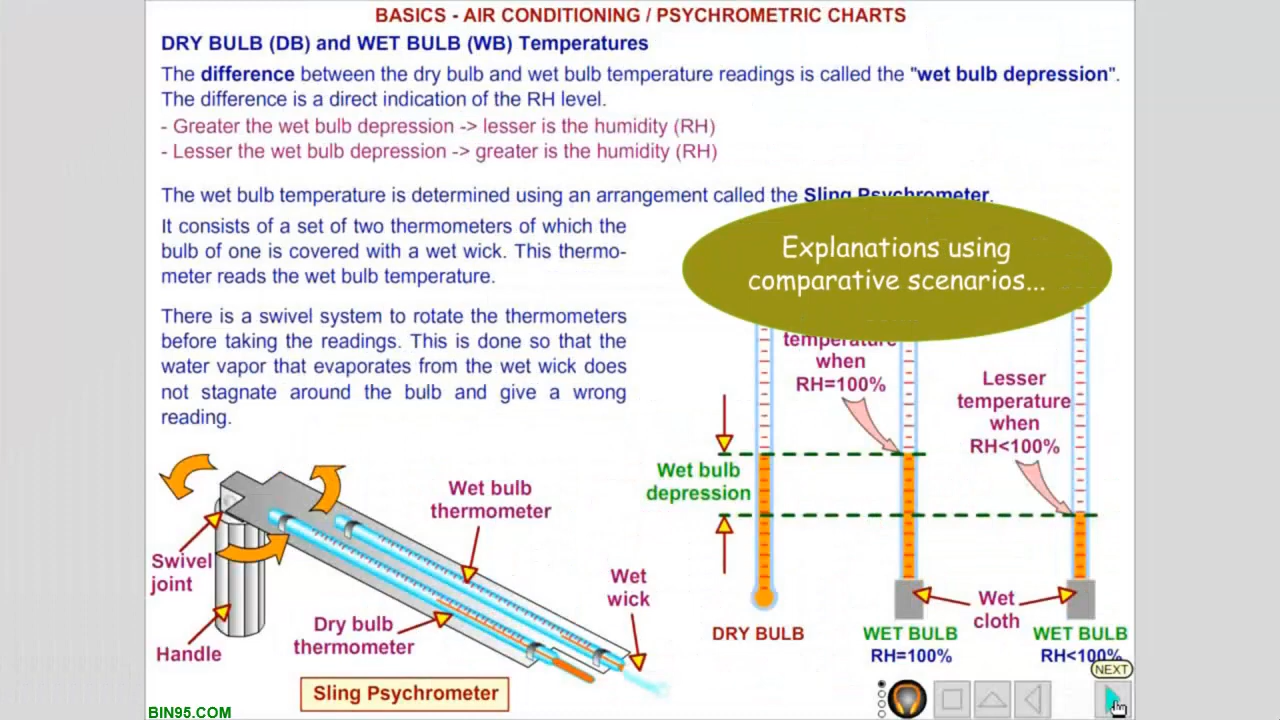 BASICS - AIR CONDITIONING / PSYCHROMETRIC CHARTS
DRY BULB (DB) and WET BULB (WB) Temperatures
The difference between the dry bulb and wet bulb temperature readings is called the "wet bulb depression".
The difference is a direct indication of the RH level.
- Greater the wet bulb depression -> lesser is the humidity (RH)
- Lesser the wet bulb depression -> greater is the humidity (RH)
The wet bulb temperature is determined using an arrangement called the Sling Psychrometer.
It consists of a set of two thermometers of which the
bulb of one is covered with a wet wick. This thermo-
meter reads the wet bulb temperature.
There is a swivel system to rotate the thermometers
before taking the readings. This is done so that the
water vapor that evaporates from the wet wick does
not stagnate around the bulb and give a wrong
reading.
Explanations using
comparative scenarios...
temperature
when
RH=100%
Lesser
temperature
when
RH<100%
Wet bulb
depression
Wet
cloth
DRY BULB
WET BULB
RH=100%
WET BULB
RH<100%
Wet bulb
thermometer
Swivel
joint
Wet
wick
Dry bulb
thermometer
Handle
Sling Psychrometer
NEXT
BIN95.COM